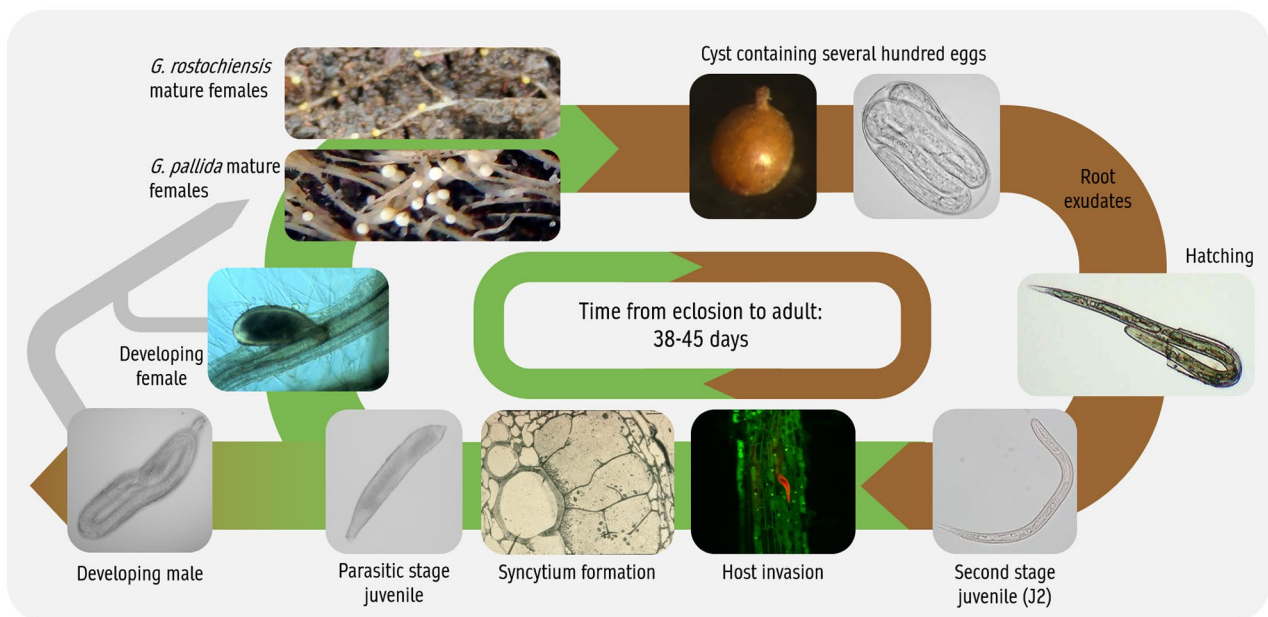 G. rostochiensis
mature females
G. pallida mature
females
Cyst containing several hundred eggs
Root
exudates
Hatching
Time from eclosion to adult:
38-45 days
Developing
female
Developing male
Parasitic stage
juvenile
Syncytium formation
Host invasion
Second stage
juvenile (J2)